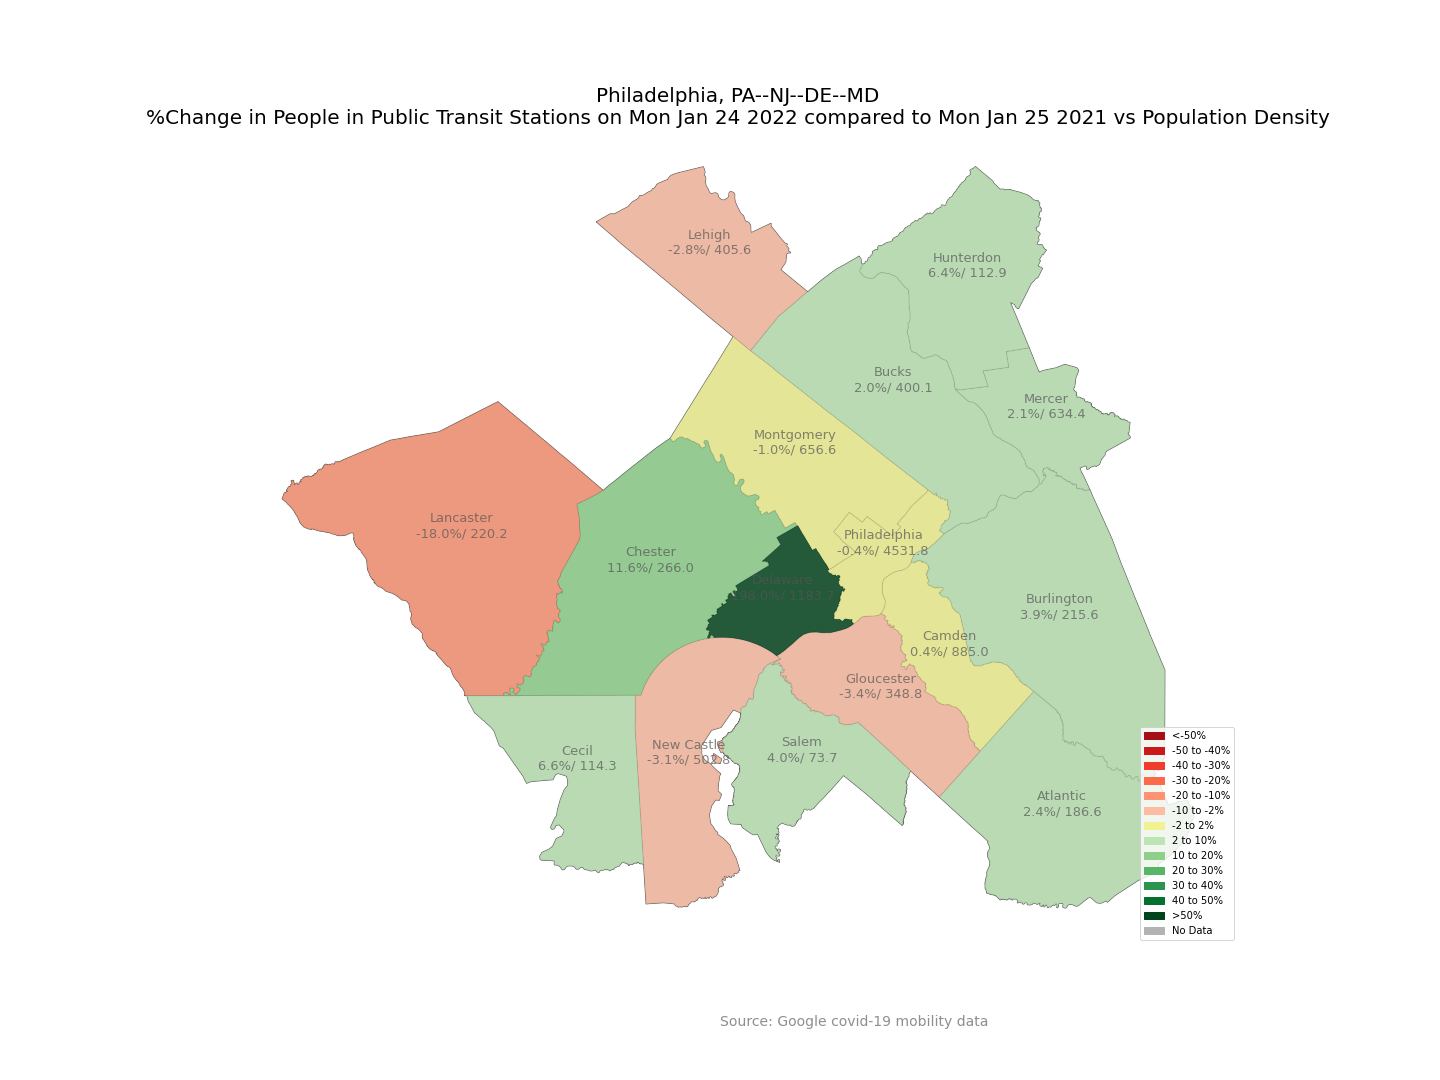 Philadelphia, PA--NJ--DE--MD
%Change in People in Public Transit Stations on Mon Jan 24 2022 compared to Mon Jan 25 2021 vs Population Density
Lehigh
-2.8%/ 405.6
Hunterdon
6.4%/ 112.9
Bucks
2.0%/ 400.1
Mercer
2.1%/ 634.4
Montgomery
-1.0%/ 656.6
Lancaster
-18.0%/ 220.2
Philadelphia
-0.4%/ 4531.8
Chester
11.6%/ 266.0
Delaware
1183.7
Burlington
3.9%/ 215.6
Camden
0.4%/ 885.0
Gloucester
-3.4%/ 348.8
New Castle
-3.1%/
Salem
4.0%/ 73.7
Cecil
6.6%/ 114.3
Atlantic
2.4%/ 186.6
<-50%
-50 to -40%
-40 to -30%
-30 to -20%
-20 to -10%
-10 to -2%
-2 to 2%
2 to 10%
10 to 20%
20 to 30%
30 to 40%
40 to 50%
>50%
No Data
Source: Google covid-19 mobility data